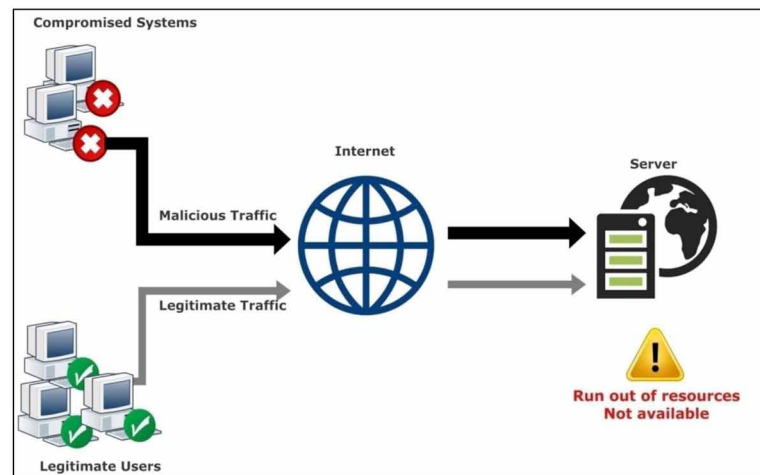 Compromised Systems
Internet
Server
Malicious Traffic
Legitimate Traffic
Run out of resources
Not available
Legitimate Users